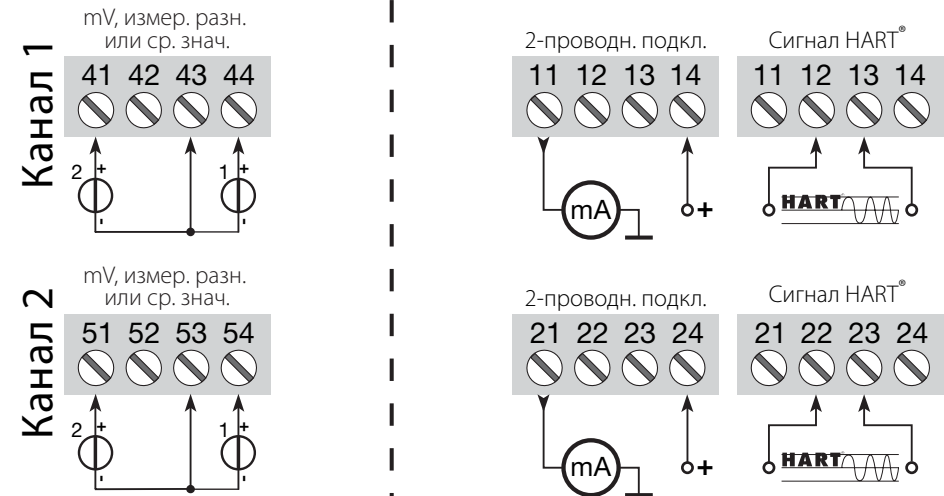 Канал 1
mV, измер. разн.
или ср. знач.
41 42 43 44
2 + - 1 + -
2-проводн. подкл.
11 12 13 14
mA +
Сигнал HART®
11 12 13 14
HART
Канал 2
mV, измер. разн.
или ср. знач.
51 52 53 54
2 + - 1 + -
2-проводн. подкл.
21 22 23 24
mA +
Сигнал HART®
21 22 23 24
HART